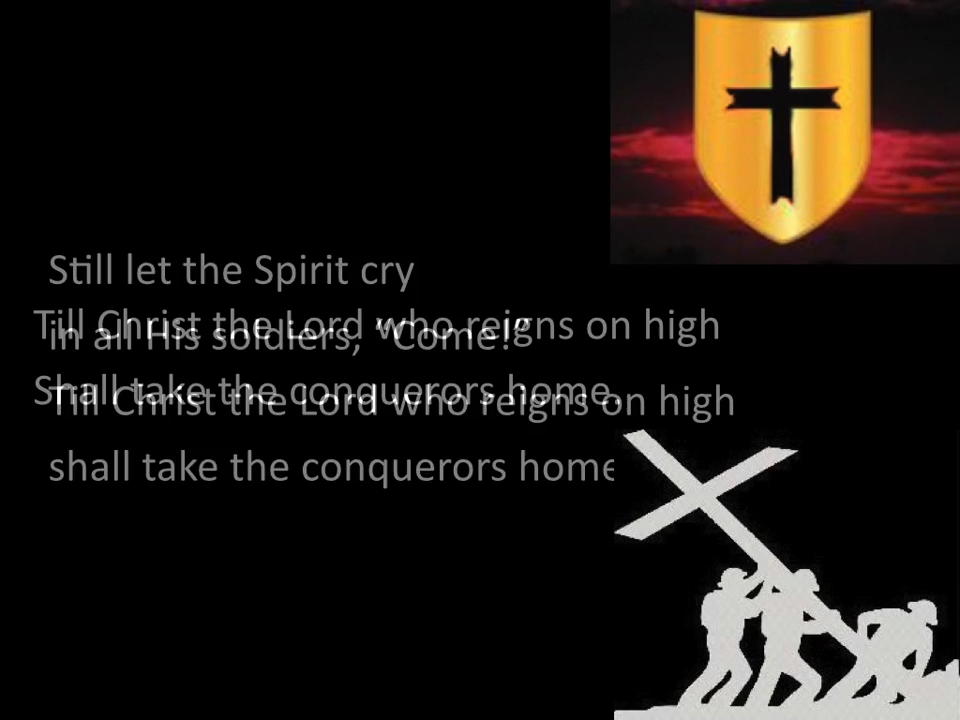 Still let the Spirit cry
Till Christ the Lord who reigns on high
in all His soldiers, “Come!”
Shall take the conquerors home.
Till Christ the Lord who reigns on high
shall take the conquerors home